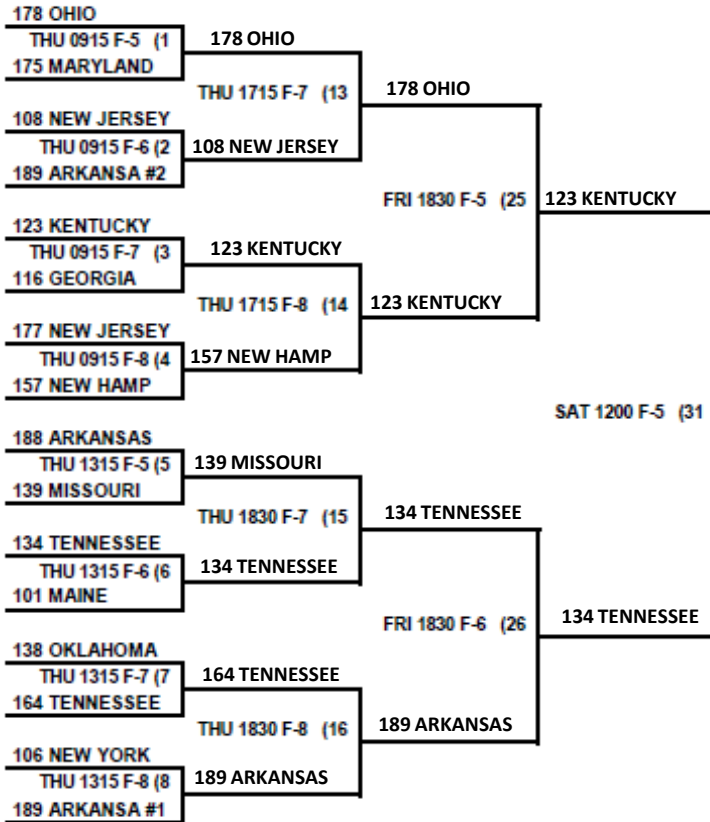 178 OHIO
THU 0915 F-5 (1
175 MARYLAND
108 NEW JERSEY
THU 0915 F-6 (2
189 ARKANSA #2
123 KENTUCKY
THU 0915 F-7 (3
116 GEORGIA
177 NEW JERSEY
THU 0915 F-8 (4
157 NEW HAMP
188 ARKANSAS
THU 1315 F-5 (5
139 MISSOURI
134 TENNESSEE
THU 1315 F-6 (6
101 MAINE
138 OKLAHOMA
THU 1315 F-7 (7
164 TENNESSEE
106 NEW YORK
THU 1315 F-8 (8
189 ARKANSA #1
178 OHIO
THU 1715 F-7 (13
108 NEW JERSEY
123 KENTUCKY
THU 1715 F-8 (14
157 NEW HAMP
139 MISSOURI
THU 1830 F-7 (15
134 TENNESSEE
164 TENNESSEE
THU 1830 F-8 (16
189 ARKANSAS
178 OHIO
FRI 1830 F-5 (25
123 KENTUCKY
134 TENNESSEE
FRI 1830 F-6 (26
189 ARKANSAS
123 KENTUCKY
SAT 1200 F-5 (31
134 TENNESSEE